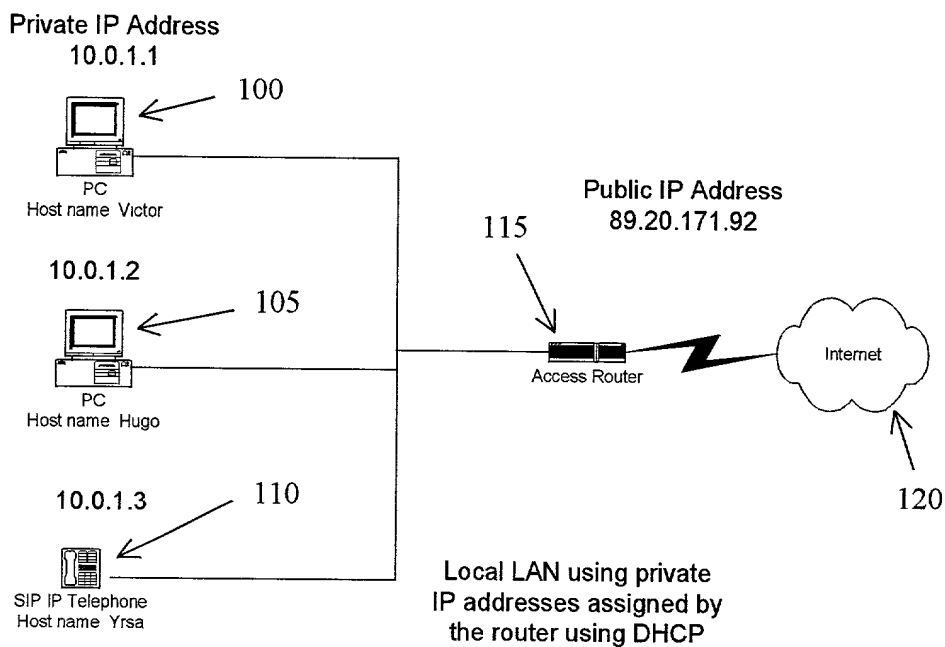 Private IP Address
10.0.1.1
100
PC
Host name Victor
Public IP Address
89.20.171.92
115
10.0.1.2
105
PC
Host name Hugo
Access Router
Internet
120
10.0.1.3
110
SIP IP Telephone
Host name Yrsa
Local LAN using private
IP addresses assigned by
the router using DHCP